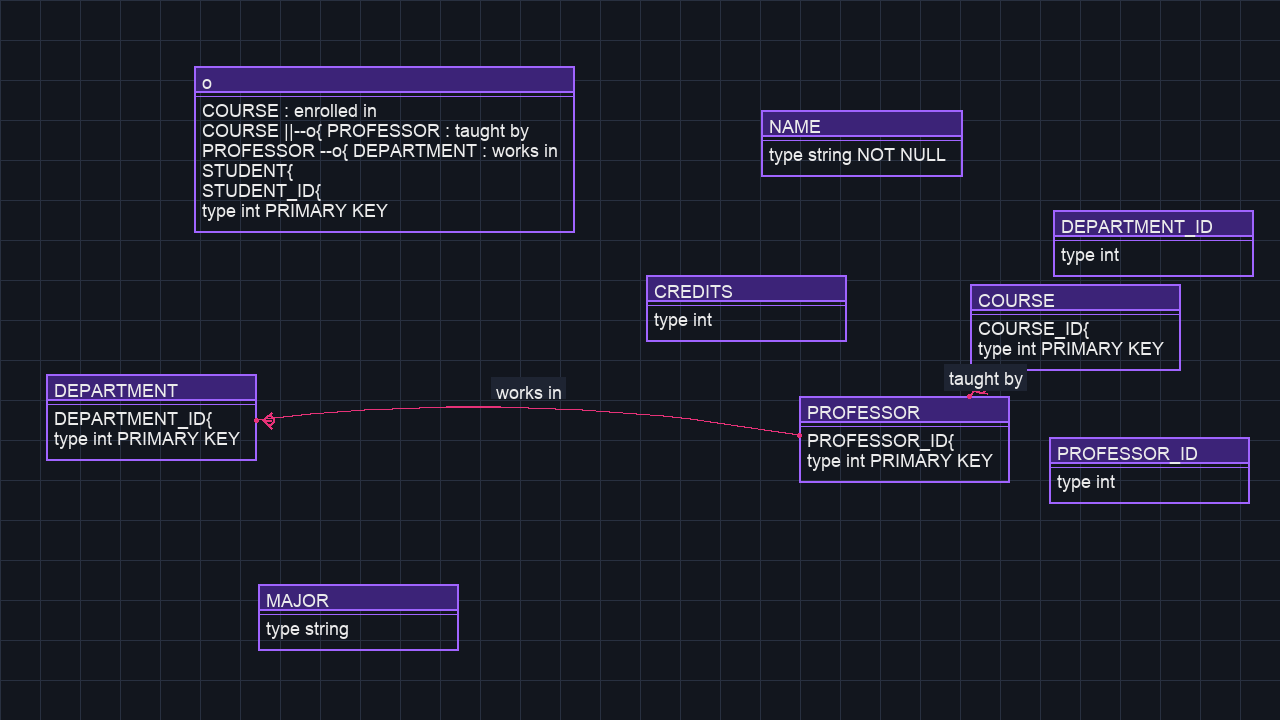 o
COURSE : enrolled in
COURSE ||--o{ PROFESSOR : taught by
PROFESSOR --o{ DEPARTMENT : works in
STUDENT{
STUDENT_ID{
type int PRIMARY KEY
NAME
type string NOT NULL
DEPARTMENT_ID
type int
CREDITS
type int
COURSE
COURSE_ID{
type int PRIMARY KEY
taught by
DEPARTMENT
DEPARTMENT_ID{
type int PRIMARY KEY
works in
PROFESSOR
PROFESSOR_ID{
type int PRIMARY KEY
PROFESSOR_ID
type int
MAJOR
type string